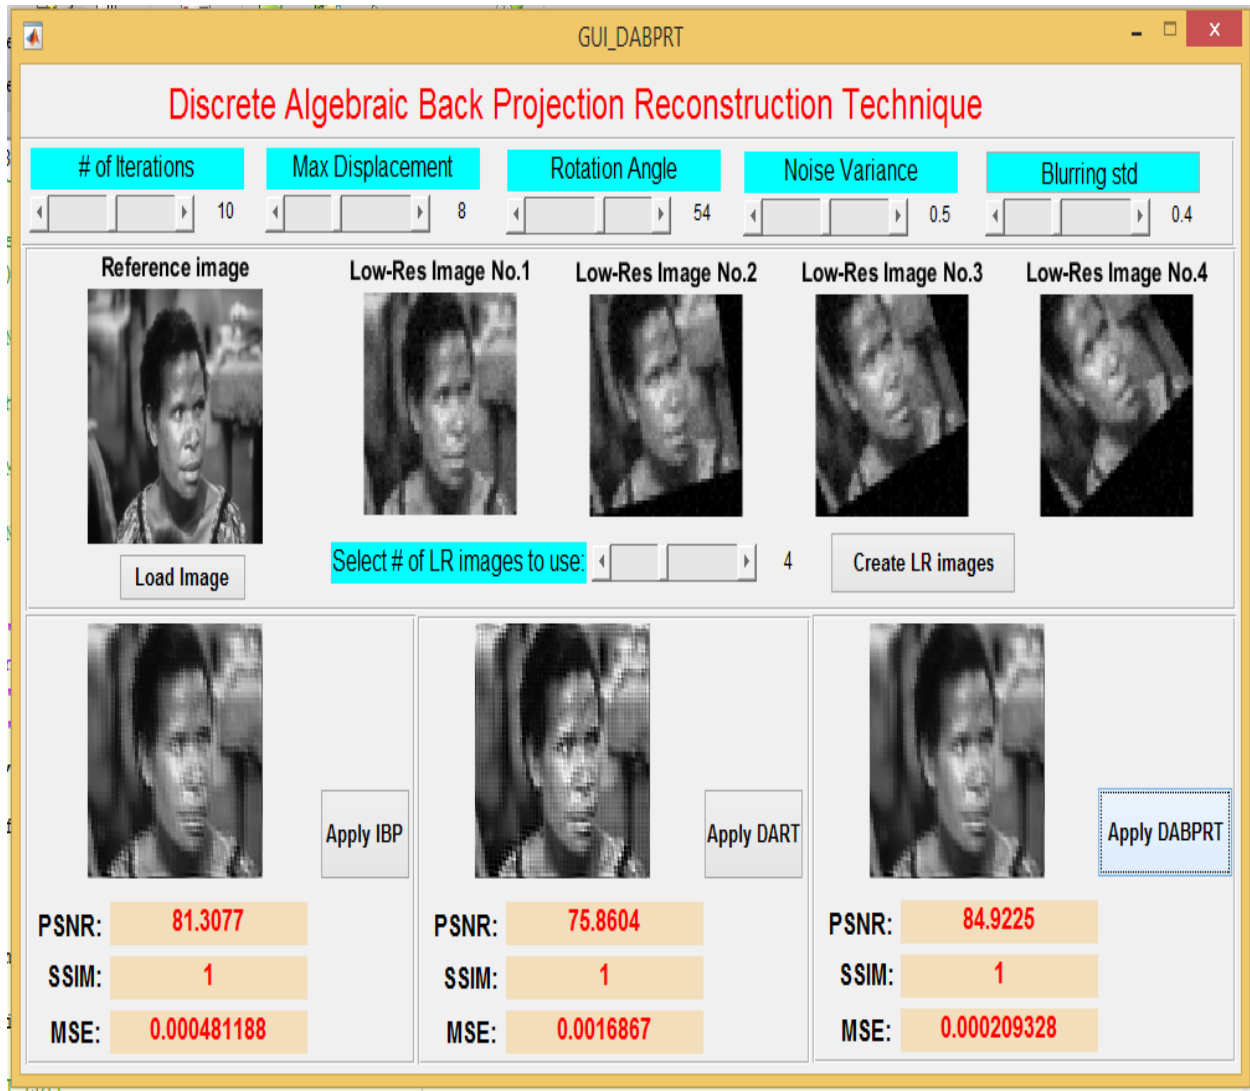 GUI_DABPRT
Discrete Algebraic Back Projection Reconstruction Technique
# of Iterations
Max Displacement
Rotation Angle
Noise Variance
Blurring std
10
8
54
0.5
0.4
Reference image
Low-Res Image No.1
Low-Res Image No.2
Low-Res Image No.3
Low-Res Image No.4
Load Image
Select # of LR images to use:
4
Create LR images
Apply IBP
Apply DART
Apply DABPRT
PSNR: 81.3077
SSIM: 1
MSE: 0.000481188
PSNR: 75.8604
SSIM: 1
MSE: 0.0016867
PSNR: 84.9225
SSIM: 1
MSE: 0.000209328